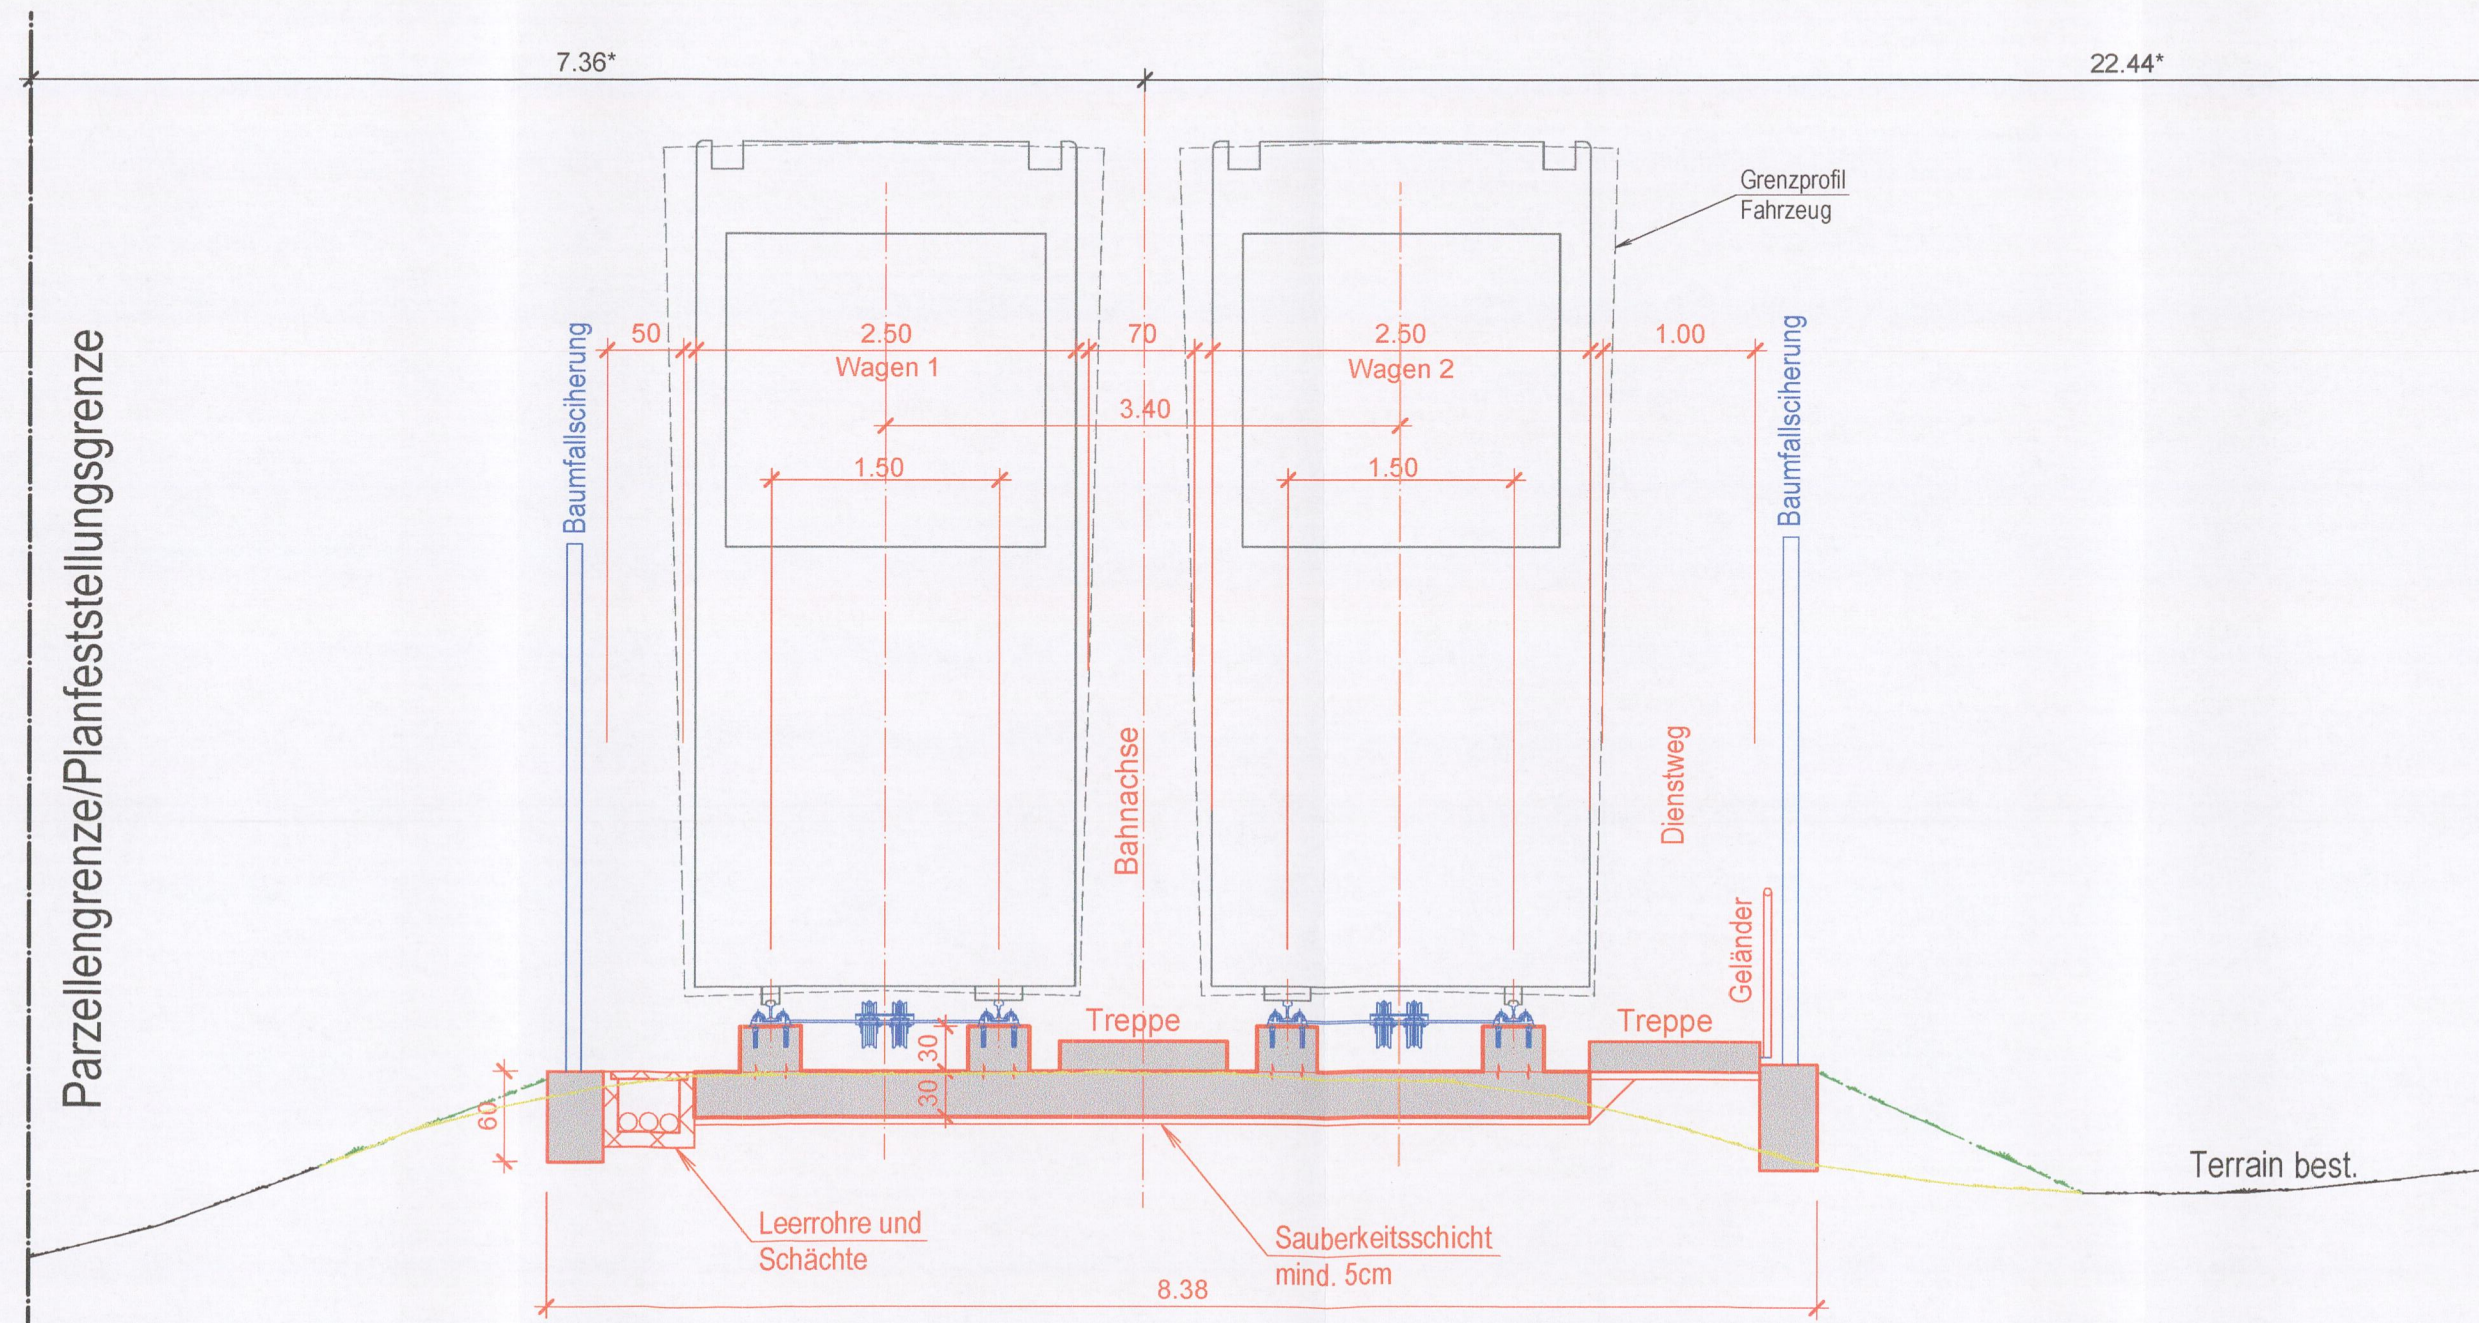 7.36*
22.44*
Grenzprofil
Fahrzeug
Parzellengrenze/Planfeststellungsgrenze
Baumfallsciherung
50
2.50
70
2.50
1.00
Baumfallsciherung
Wagen 1
Wagen 2
3.40
1.50
1.50
Bahnachse
Dienstweg
Geländer
Treppe
Treppe
30
30
60
Terrain best.
Leerrohre und
Schächte
Sauberkeitsschicht
mind. 5cm
8.38